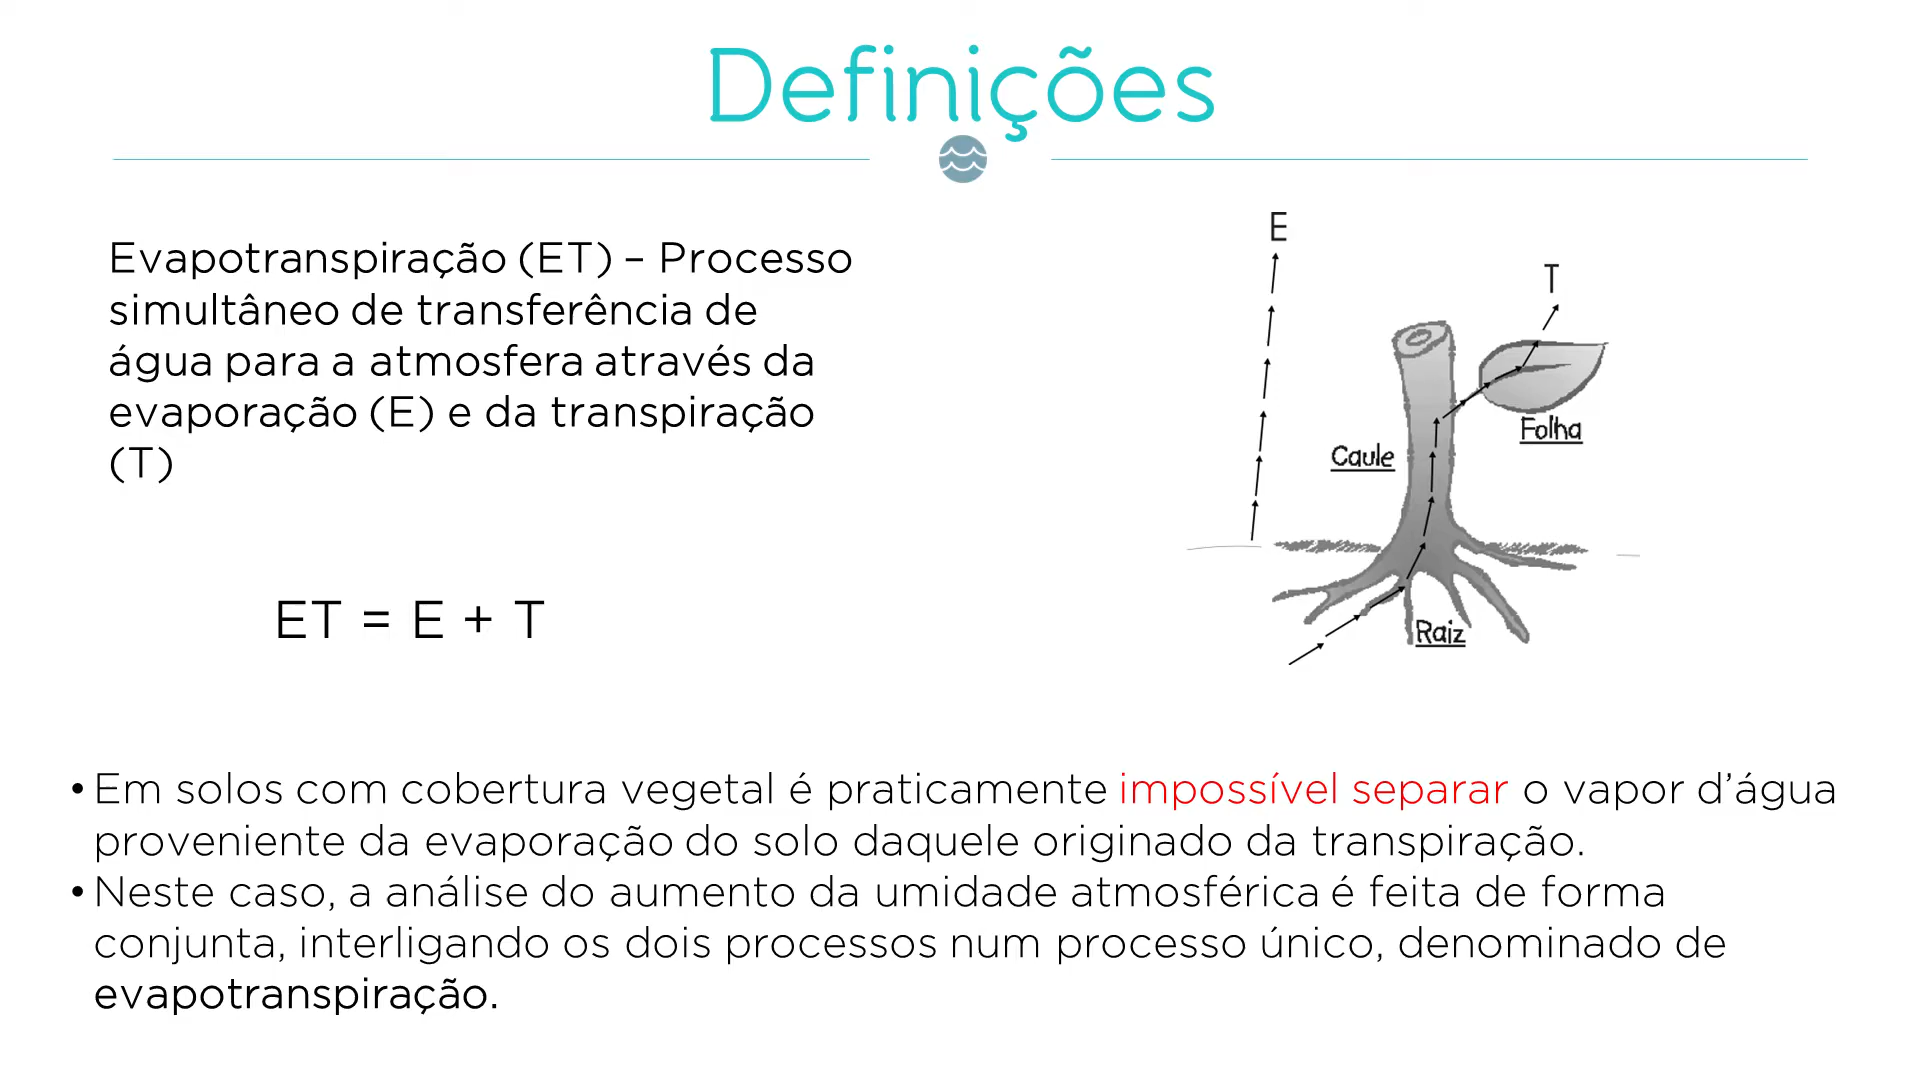 Definições
Evapotranspiração (ET) – Processo
simultâneo de transferência de
água para a atmosfera através da
evaporação (E) e da transpiração
(T)
ET = E + T
E
T
Folha
Caule
Raiz
• Em solos com cobertura vegetal é praticamente impossível separar o vapor d’água
proveniente da evaporação do solo daquele originado da transpiração.
• Neste caso, a análise do aumento da umidade atmosférica é feita de forma
conjunta, interligando os dois processos num processo único, denominado de
evapotranspiração.